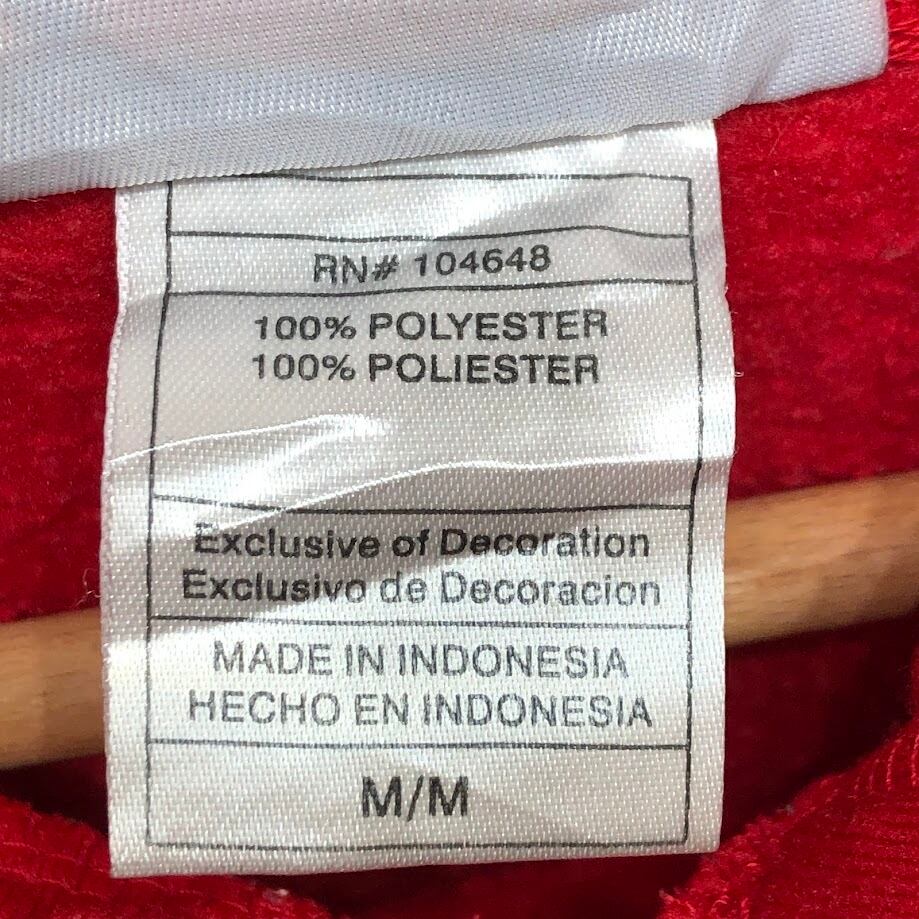 RN# 104648
100% POLYESTER
100% POLIESTER
Exclusive of Decoration
Exclusivo de Decoracion
MADE IN INDONESIA
HECHO EN INDONESIA
M/M